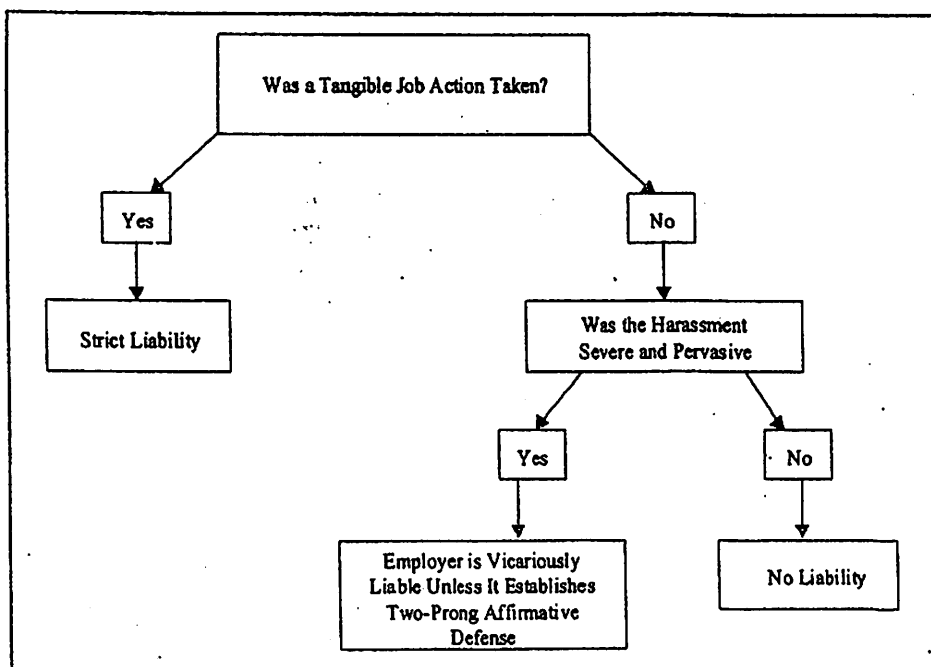 Was a Tangible Job Action Taken?
Yes
No
Strict Liability
Was the Harassment
Severe and Pervasive
Yes
No
Employer is Vicariously
Liable Unless It Establishes
Two-Prong Affirmative
Defense
No Liability